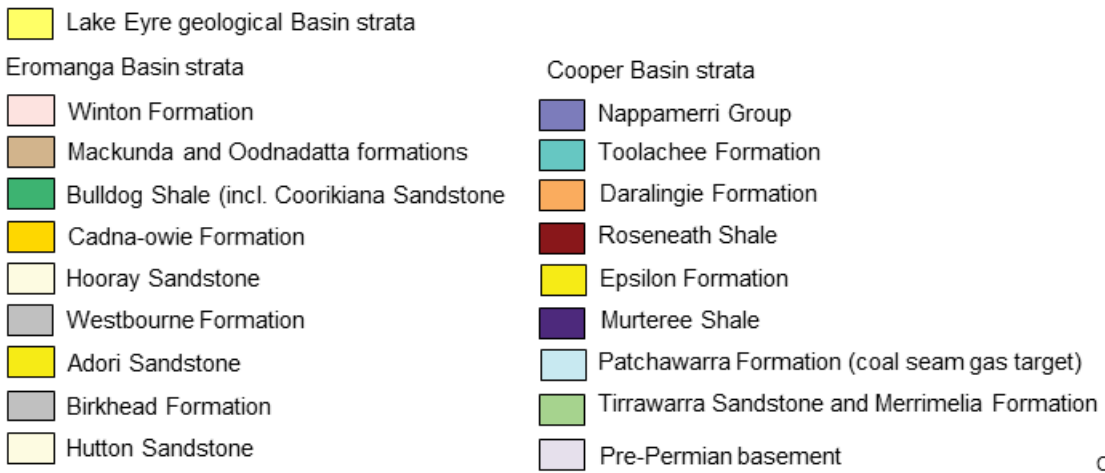 Lake Eyre geological Basin strata
Eromanga Basin strata
Winton Formation
Mackunda and Oodnadatta formations
Bulldog Shale (incl. Coorikiana Sandstone
Cadna-owie Formation
Hooray Sandstone
Westbourne Formation
Adori Sandstone
Birkhead Formation
Hutton Sandstone
Cooper Basin strata
Nappamerri Group
Toolachee Formation
Daralingie Formation
Roseneath Shale
Epsilon Formation
Murteree Shale
Patchawarra Formation (coal seam gas target)
Tirrawarra Sandstone and Merrimelia Formation
Pre-Permian basement